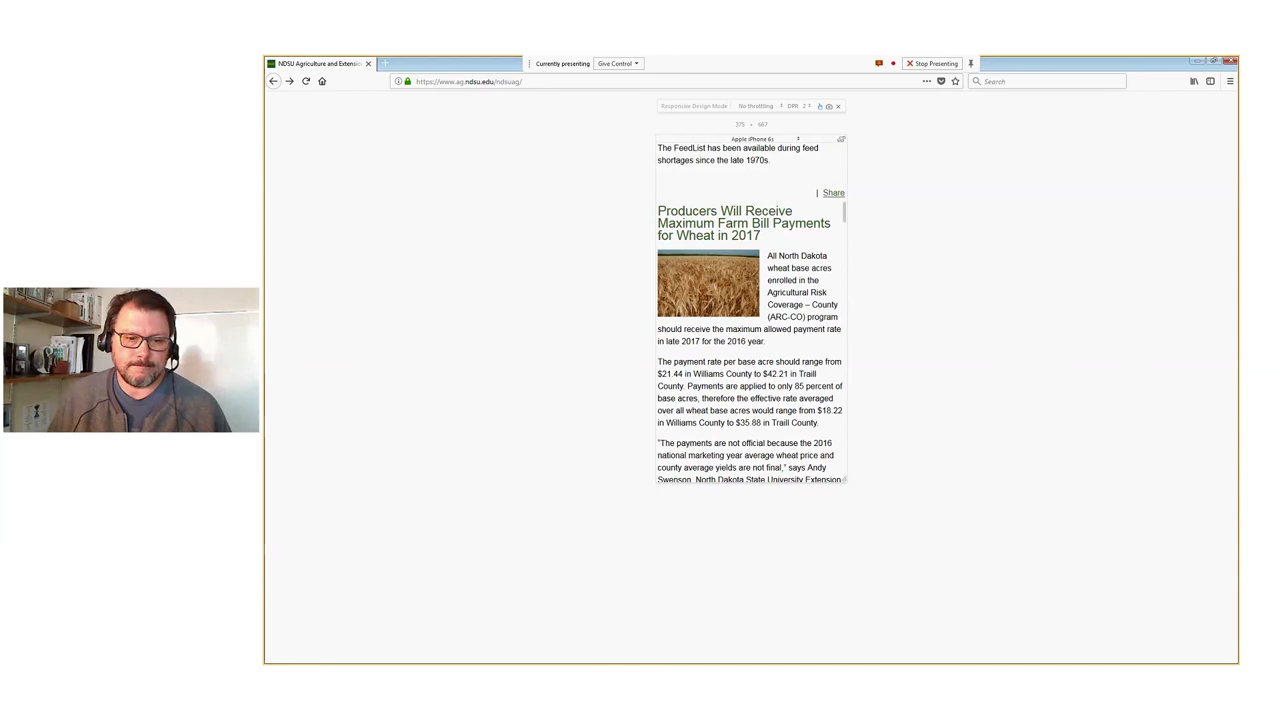 NDSU Agriculture and Extensio
Currently presenting
Give Control
Stop Presenting
https://www.ag.ndsu.edu/ndsuag/
Search
Responsive Design Mode
No throttling
DPR
2
375
667
Apple iPhone 6s
The FeedList has been available during feed
shortages since the late 1970s.
| Share
Producers Will Receive
Maximum Farm Bill Payments
for Wheat in 2017
All North Dakota
wheat base acres
enrolled in the
Agricultural Risk
Coverage – County
(ARC-CO) program
should receive the maximum allowed payment rate
in late 2017 for the 2016 year.
The payment rate per base acre should range from
$21.44 in Williams County to $42.21 in Traill
County. Payments are applied to only 85 percent of
base acres, therefore the effective rate averaged
over all wheat base acres would range from $18.22
in Williams County to $35.88 in Traill County.
"The payments are not official because the 2016
national marketing year average wheat price and
county average yields are not final," says Andy
Swenson, North Dakota State University Extension